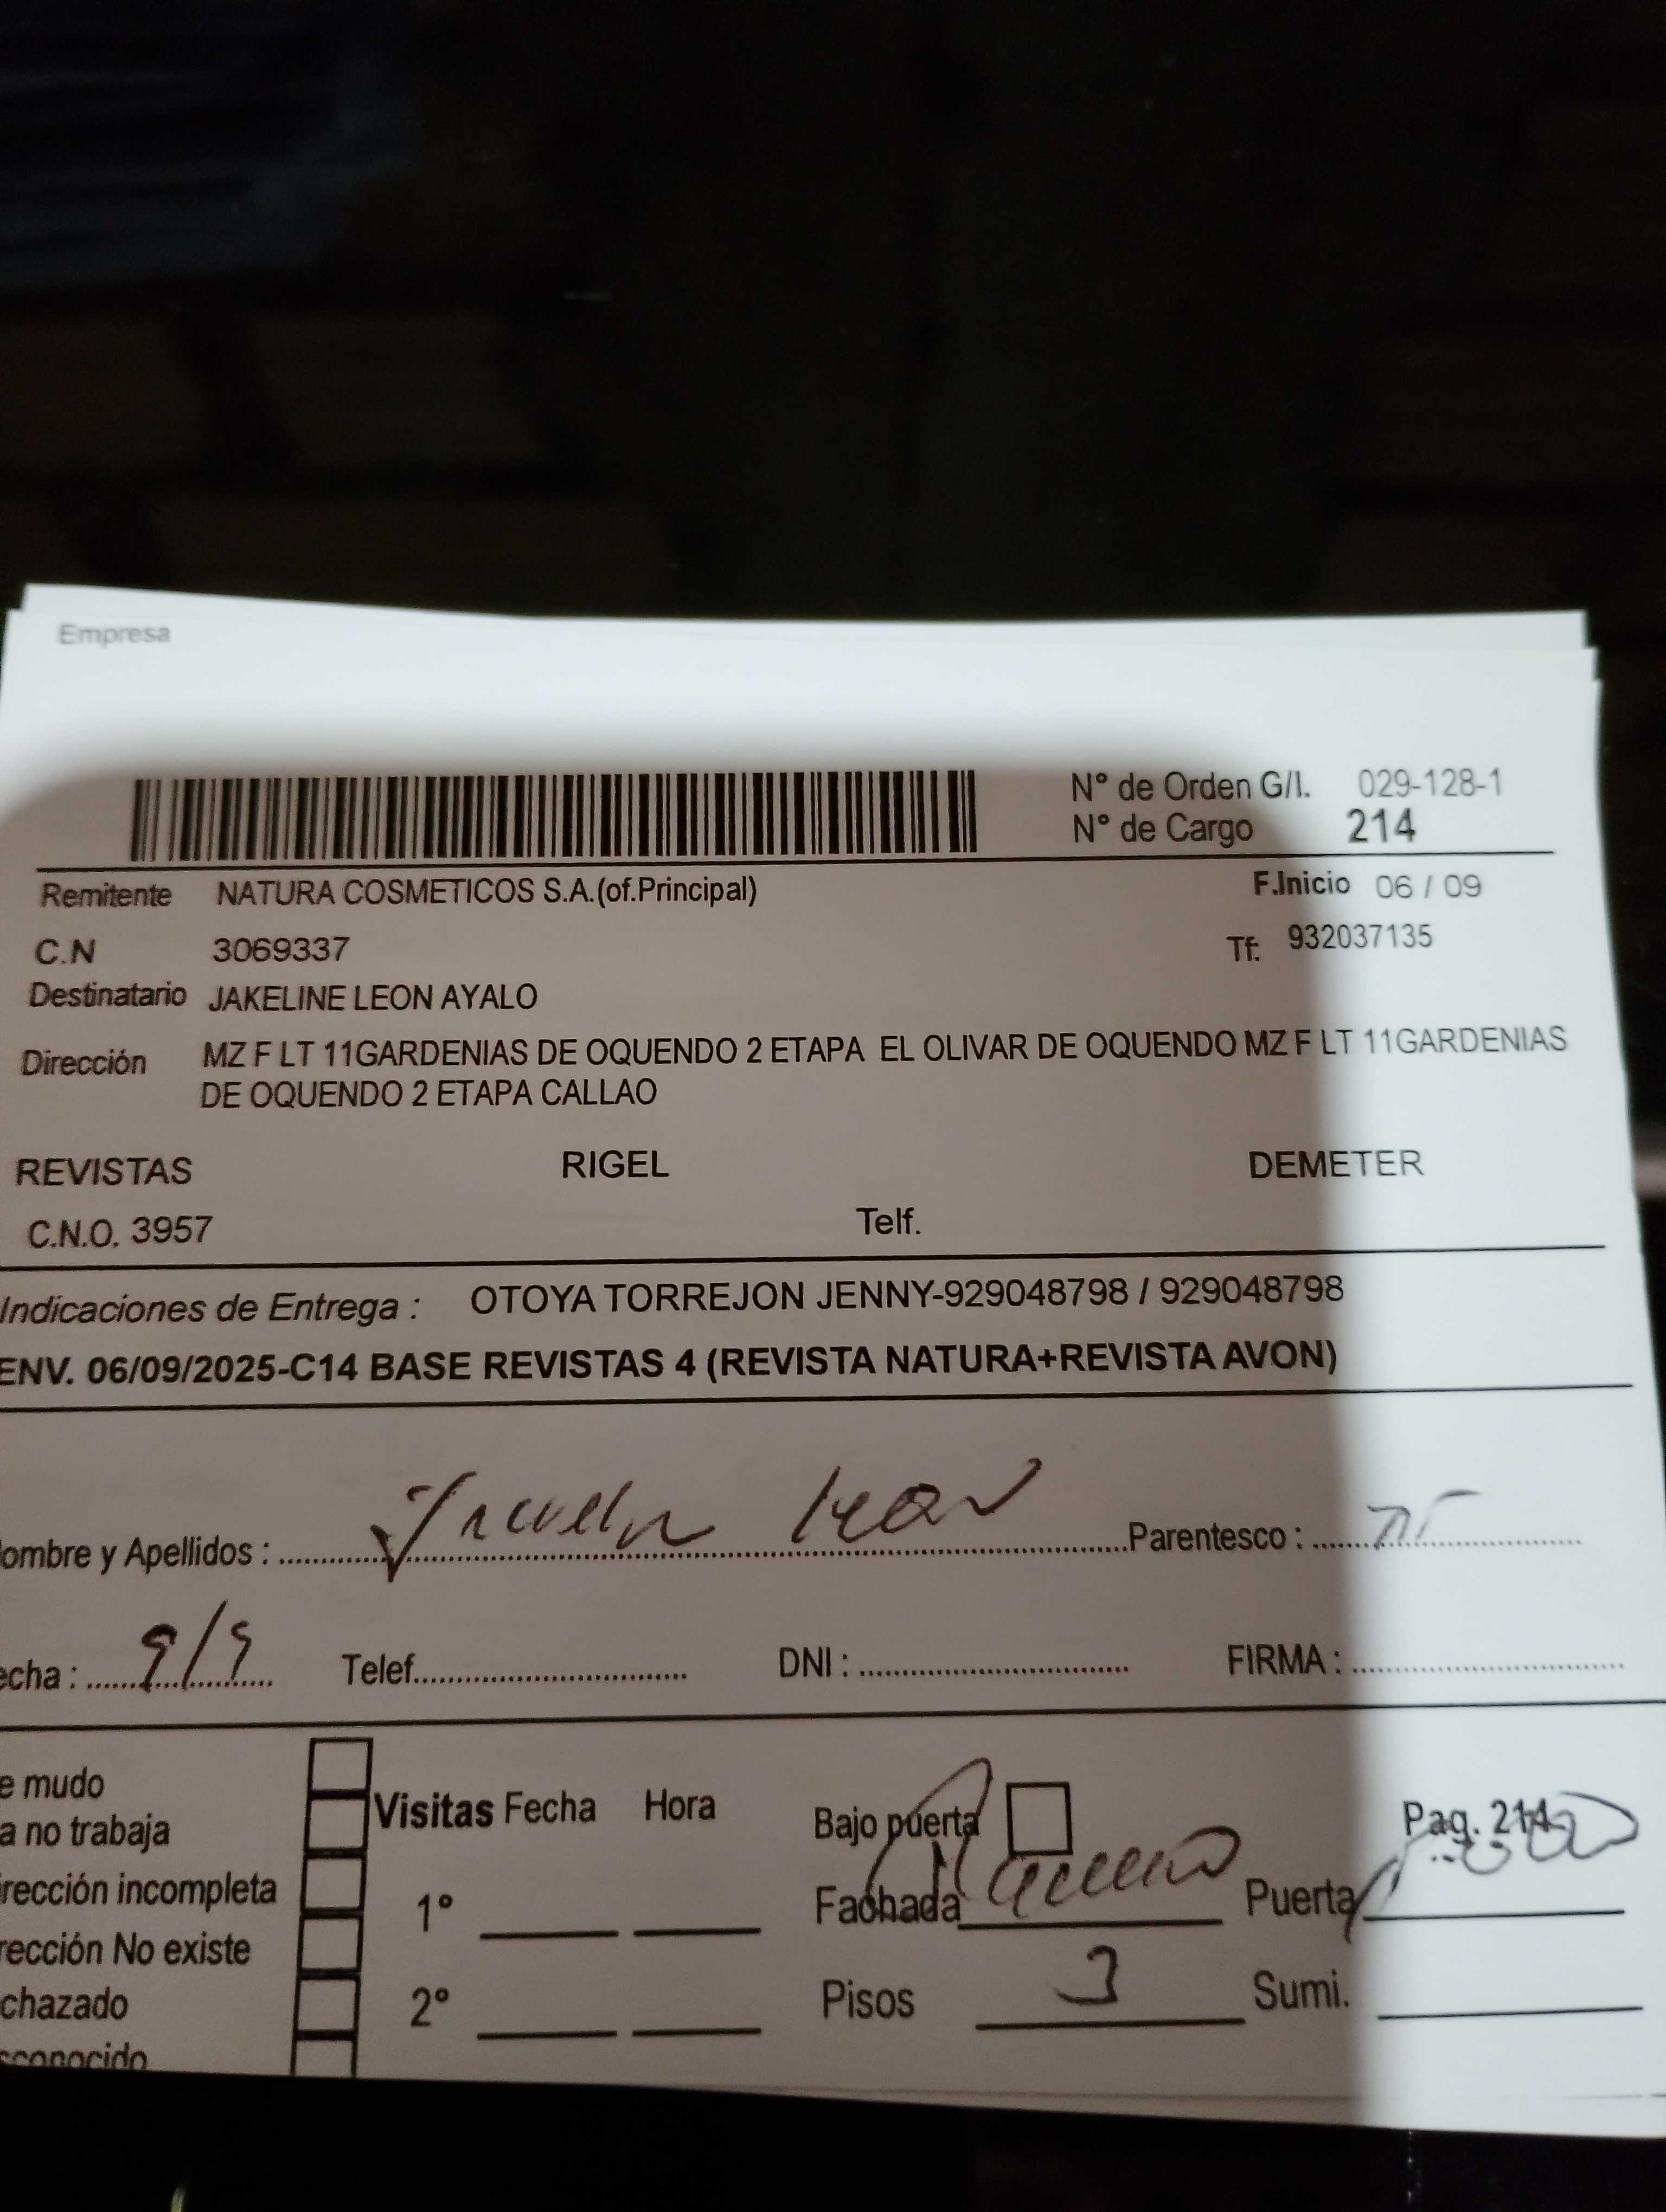 Empresa
N° de Orden G/I. 029-128-1
N° de Cargo 214
Remitente NATURA COSMETICOS S.A.(of.Principal) F.Inicio 06 / 09
C.N 3069337 Tf: 932037135
Destinatario JAKELINE LEON AYALO
Dirección MZ F LT 11GARDENIAS DE OQUENDO 2 ETAPA EL OLIVAR DE OQUENDO MZ F LT 11GARDENIAS
DE OQUENDO 2 ETAPA CALLAO
REVISTAS RIGEL DEMETER
C.N.O. 3957 Telf.
Indicaciones de Entrega : OTOYA TORREJON JENNY-929048798 / 929048798
ENV. 06/09/2025-C14 BASE REVISTAS 4 (REVISTA NATURA+REVISTA AVON)
ombre y Apellidos : Leon Parentesco :
echa : 9/9 Telef. DNI : FIRMA :
e mudo
a no trabaja
rección incompleta
rección No existe
chazado
sconocido
Visitas Fecha Hora
1°
2°
Bajo puerta Pag. 214
Fachada Puerta
Pisos 3 Sumi.